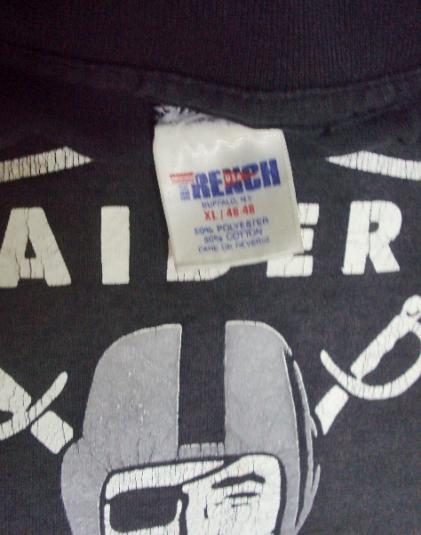 TRENCH
BUFFALO, N.Y.
XL / 46-48
50% POLYESTER
50% COTTON
CARE ON REVERSE
AIDER